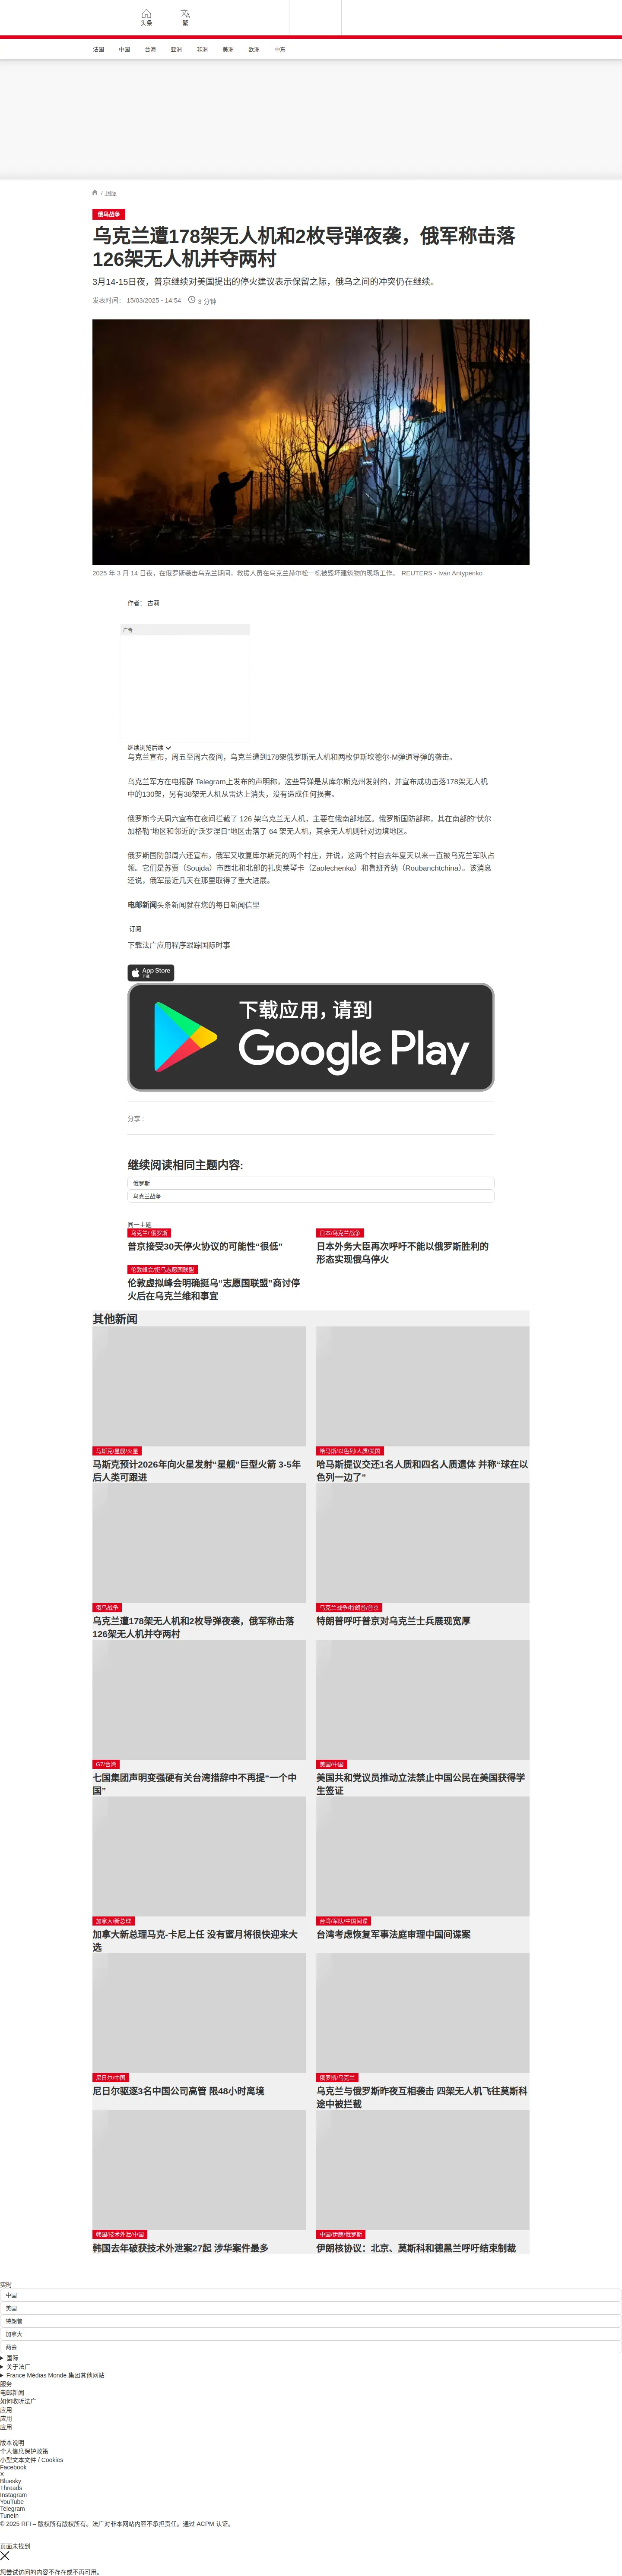 头条
繁
法国
中国
台海
亚洲
非洲
美洲
欧洲
中东
/ 国际
俄乌战争
乌克兰遭178架无人机和2枚导弹夜袭，俄军称击落
126架无人机并夺两村
3月14-15日夜，普京继续对美国提出的停火建议表示保留之际，俄乌之间的冲突仍在继续。
发表时间： 15/03/2025 - 14:54 3 分钟
2025 年 3 月 14 日夜，在俄罗斯袭击乌克兰期间，救援人员在乌克兰赫尔松一栋被毁坏建筑物的现场工作。 REUTERS - Ivan Antypenko
作者： 古莉
广告
继续浏览后续
乌克兰宣布，周五至周六夜间，乌克兰遭到178架俄罗斯无人机和两枚伊斯坎德尔-M弹道导弹的袭击。
乌克兰军方在电报群 Telegram上发布的声明称，这些导弹是从库尔斯克州发射的，并宣布成功击落178架无人机
中的130架，另有38架无人机从雷达上消失，没有造成任何损害。
俄罗斯今天周六宣布在夜间拦截了 126 架乌克兰无人机，主要在俄南部地区。俄罗斯国防部称，其在南部的“伏尔
加格勒”地区和邻近的“沃罗涅日”地区击落了 64 架无人机，其余无人机则针对边境地区。
俄罗斯国防部周六还宣布，俄军又收复库尔斯克的两个村庄，并说，这两个村自去年夏天以来一直被乌克兰军队占
领。它们是苏贾（Soujda）市西北和北部的扎奥莱琴卡（Zaolechenka）和鲁班齐纳（Roubanchtchina）。该消息
还说，俄军最近几天在那里取得了重大进展。
电邮新闻头条新闻就在您的每日新闻信里
订阅
下载法广应用程序跟踪国际时事
App Store
下载
下载应用，请到
Google Play
分享 :
继续阅读相同主题内容:
俄罗斯
乌克兰战争
同一主题
乌克兰/ 俄罗斯
普京接受30天停火协议的可能性“很低”
日本/乌克兰战争
日本外务大臣再次呼吁不能以俄罗斯胜利的
形态实现俄乌停火
伦敦峰会/挺马志愿国联盟
伦敦虚拟峰会明确挺乌“志愿国联盟”商讨停
火后在乌克兰维和事宜
其他新闻
马斯克/星舰/火星
马斯克预计2026年向火星发射“星舰”巨型火箭 3-5年
后人类可跟进
哈马斯/以色列/人质/美国
哈马斯提议交还1名人质和四名人质遗体 并称“球在以
色列一边了”
俄乌战争
乌克兰遭178架无人机和2枚导弹夜袭，俄军称击落
126架无人机并夺两村
乌克兰战争/特朗普/普京
特朗普呼吁普京对乌克兰士兵展现宽厚
G7/台湾
七国集团声明变强硬有关台湾措辞中不再提“一个中
国”
美国/中国
美国共和党议员推动立法禁止中国公民在美国获得学
生签证
加拿大/新总理
加拿大新总理马克-卡尼上任 没有蜜月将很快迎来大
选
台湾/军队/中国间谍
台湾考虑恢复军事法庭审理中国间谍案
尼日尔/中国
尼日尔驱逐3名中国公司高管 限48小时离境
俄罗斯/乌克兰
乌克兰与俄罗斯昨夜互相袭击 四架无人机飞往莫斯科
途中被拦截
韩国/技术外泄/中国
韩国去年破获技术外泄案27起 涉华案件最多
中国/伊朗/俄罗斯
伊朗核协议：北京、莫斯科和德黑兰呼吁结束制裁
实时
中国
美国
特朗普
加拿大
两会
国际
关于法广
France Médias Monde 集团其他网站
服务
电邮新闻
如何收听法广
应用
应用
应用
版本说明
个人信息保护政策
小型文本文件 / Cookies
Facebook
X
Bluesky
Threads
Instagram
YouTube
Telegram
TuneIn
© 2025 RFI – 版权所有版权所有。法广对非本网站内容不承担责任。通过 ACPM 认证。
页面未找到
您尝试访问的内容不存在或不再可用。